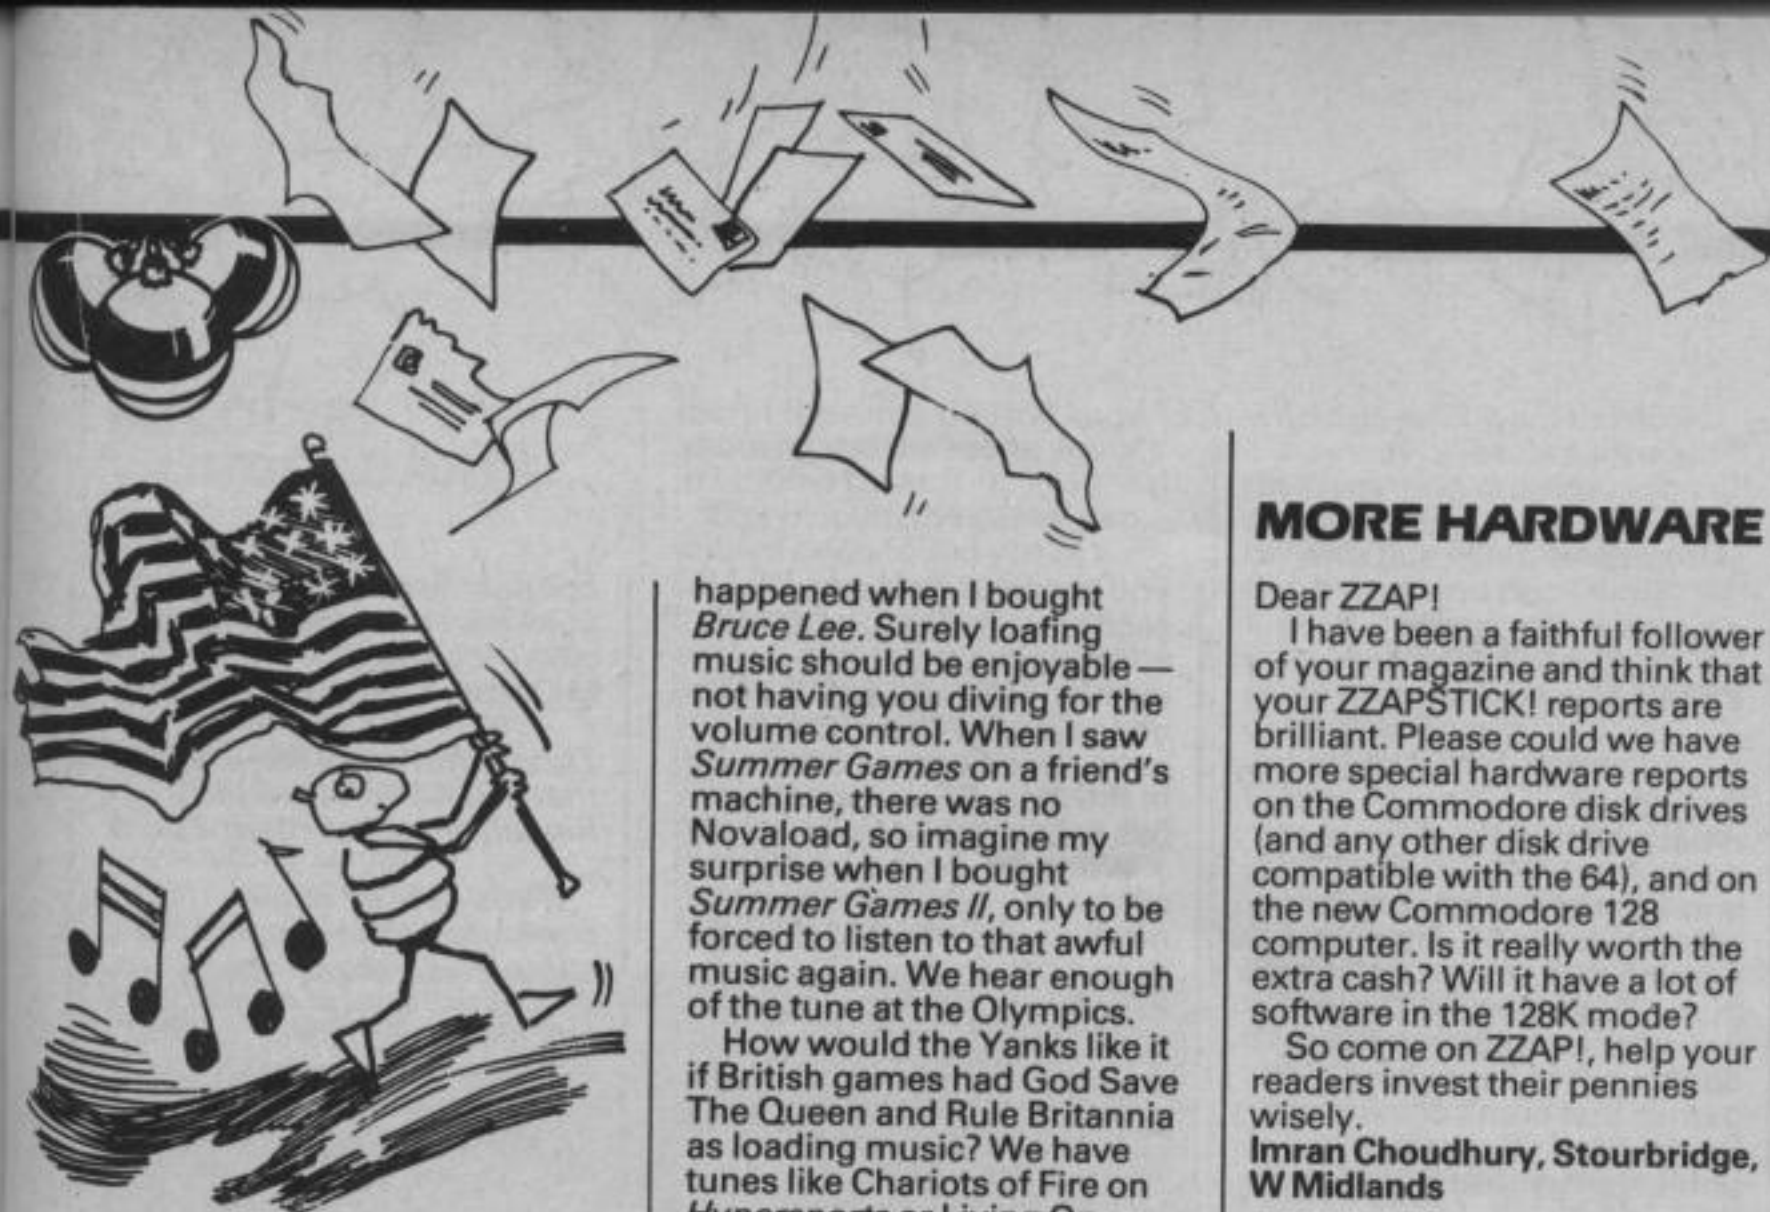 happened when I bought
Bruce Lee. Surely loafing
music should be enjoyable —
not having you diving for the
volume control. When I saw
Summer Games on a friend's
machine, there was no
Novaload, so imagine my
surprise when I bought
Summer Games II, only to be
forced to listen to that awful
music again. We hear enough
of the tune at the Olympics.
How would the Yanks like it
if British games had God Save
The Queen and Rule Britannia
as loading music? We have
tunes like Chariots of Fire on
MORE HARDWARE
Dear ZZAP!
I have been a faithful follower
of your magazine and think that
your ZZAPSTICK! reports are
brilliant. Please could we have
more special hardware reports
on the Commodore disk drives
(and any other disk drive
compatible with the 64), and on
the new Commodore 128
computer. Is it really worth the
extra cash? Will it have a lot of
software in the 128K mode?
So come on ZZAP!, help your
readers invest their pennies
wisely.
Imran Choudhury, Stourbridge,
W Midlands